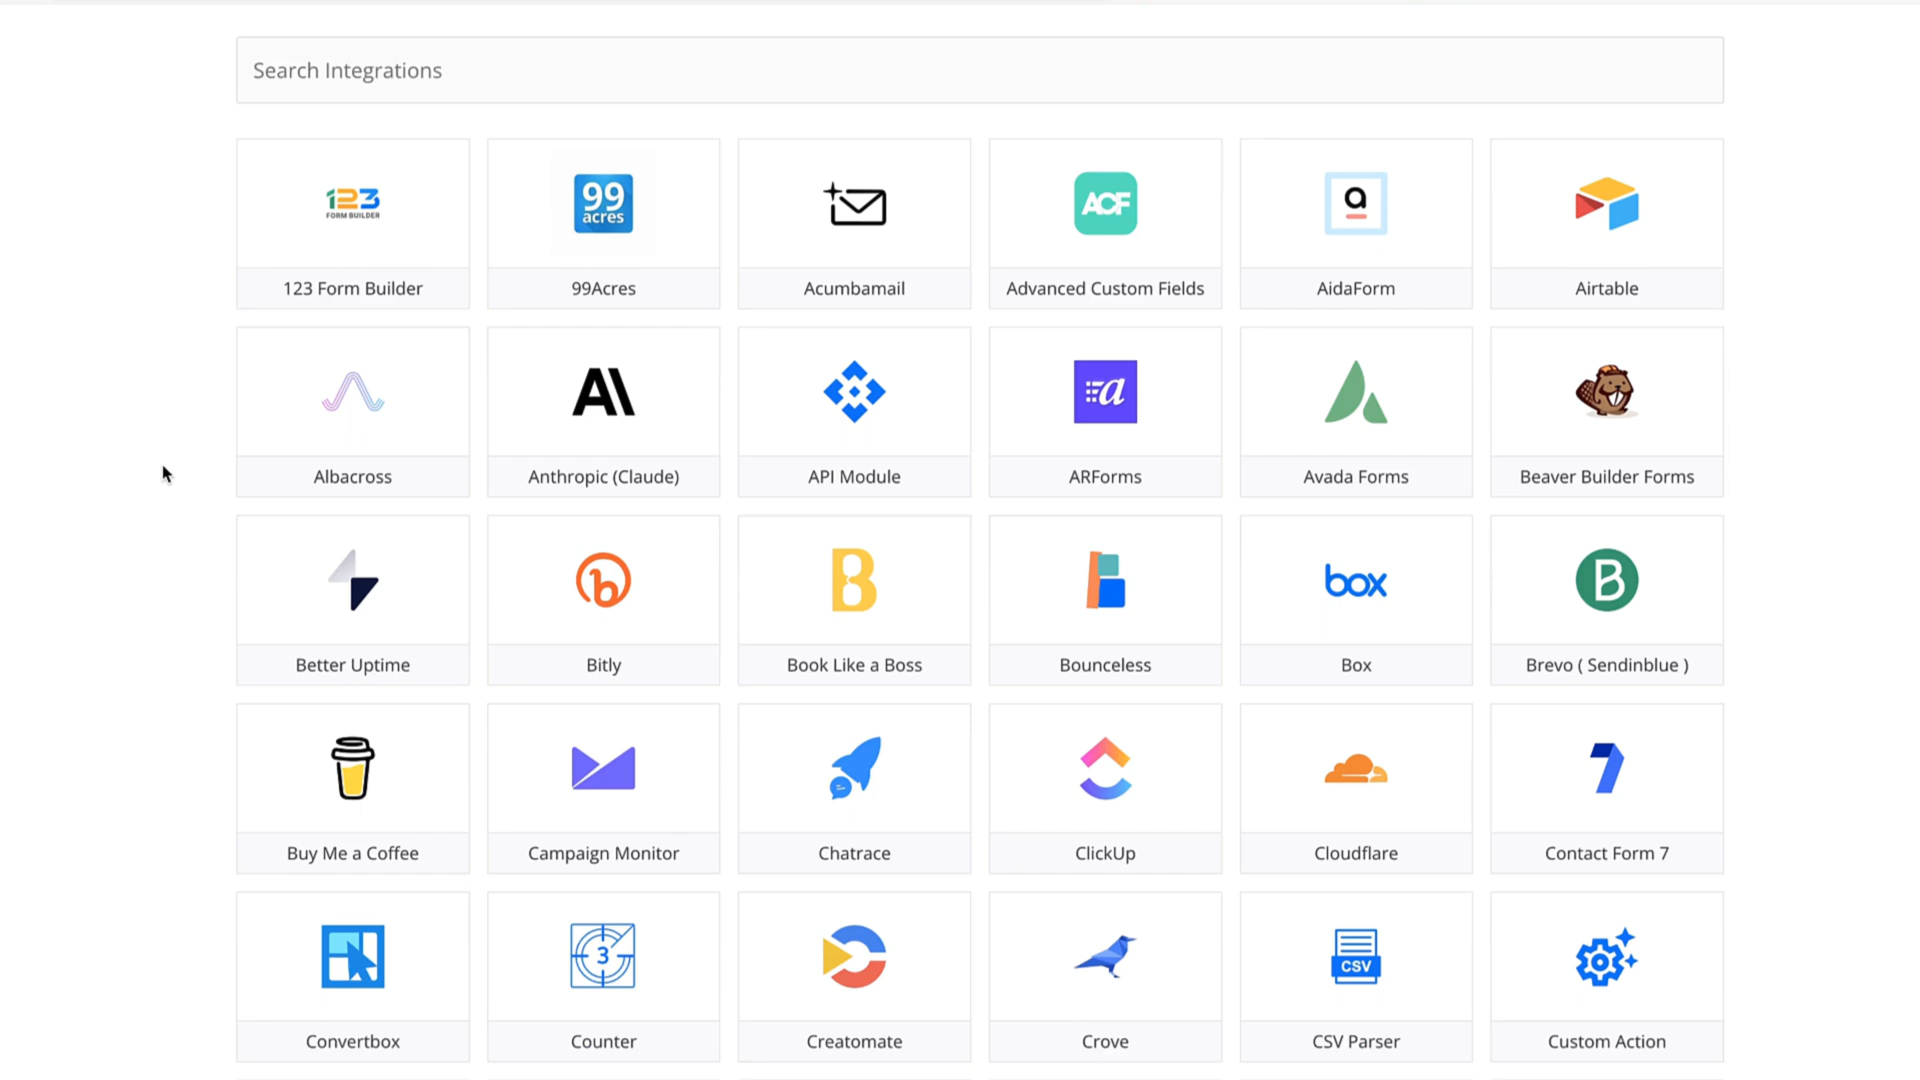 Search Integrations
123
FORM BUILDER
99
acres
ACF
a
123 Form Builder
99Acres
Acumbamail
Advanced Custom Fields
AidaForm
Airtable
A\
a
Albacross
Anthropic (Claude)
API Module
ARForms
Avada Forms
Beaver Builder Forms
b
B
box
B
Better Uptime
Bitly
Book Like a Boss
Bounceless
Box
Brevo ( Sendinblue )
7
Buy Me a Coffee
Campaign Monitor
Chatrace
ClickUp
Cloudflare
Contact Form 7
3
CSV
Convertbox
Counter
Creatomate
Crove
CSV Parser
Custom Action